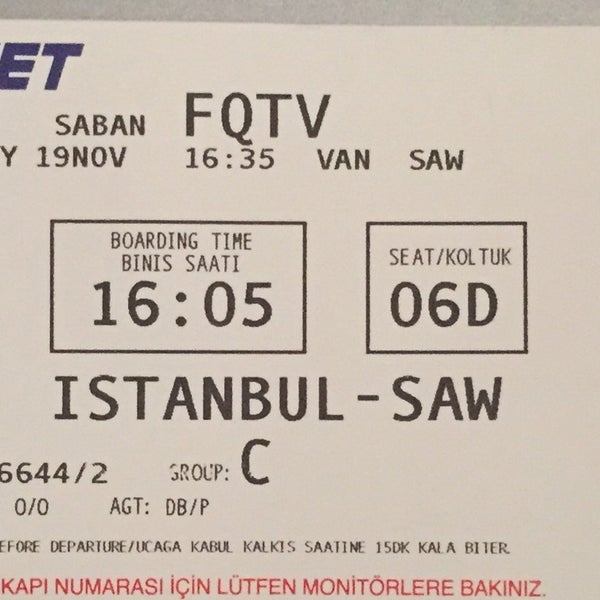 ET
SABAN FQTV
Y 19NOV 16:35 VAN SAW
BOARDING TIME
BINIS SAATI
16:05
SEAT/KOLTUK
06D
ISTANBUL-SAW
6644/2 GROUP: C
0/0 AGT: DB/P
EFORE DEPARTURE/UCAGA KABUL KALKIS SAATINE 15DK KALA BITER.
KAPI NUMARASI İÇİN LÜTFEN MONİTÖRLERE BAKINIZ.